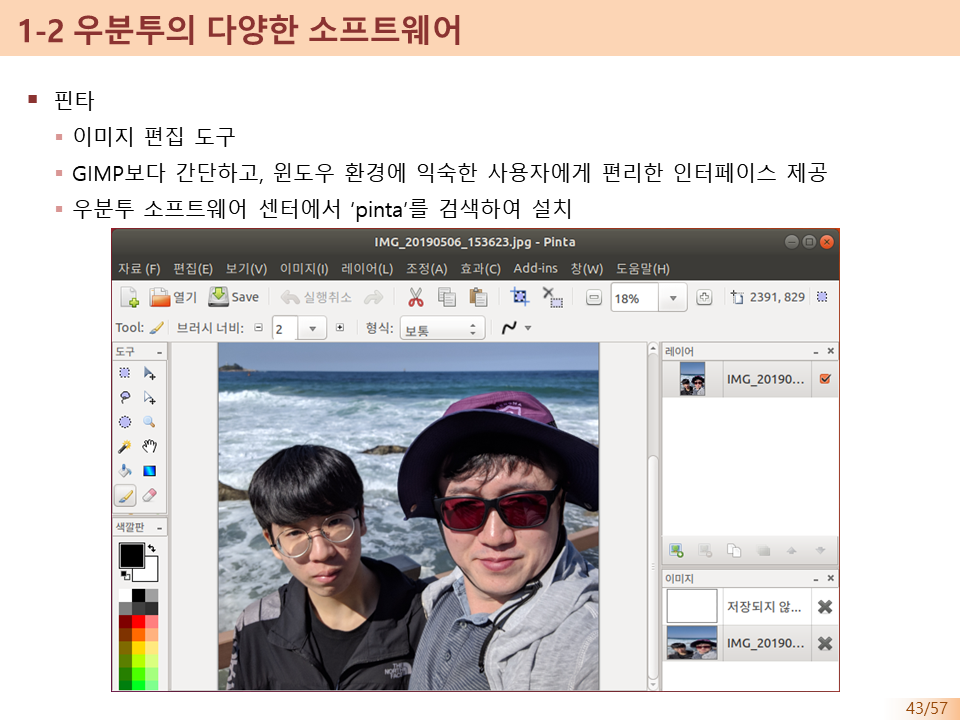 1-2 우분투의 다양한 소프트웨어
핀타
이미지 편집 도구
GIMP보다 간단하고, 윈도우 환경에 익숙한 사용자에게 편리한 인터페이스 제공
우분투 소프트웨어 센터에서 'pinta'를 검색하여 설치
IMG_20190506_153623.jpg - Pinta
자료 (F) 편집(E) 보기(V) 이미지(I) 레이어(L) 조정(A) 효과(C) Add-ins 창(W) 도움말(H)
열기 Save 실행취소 18% 2391, 829
Tool: 브러시 너비: 2 형식: 보통
도구
레이어
IMG_20190...
색깔판
이미지
저장되지 않...
IMG_20190...
THE NORTH FACE
43/57